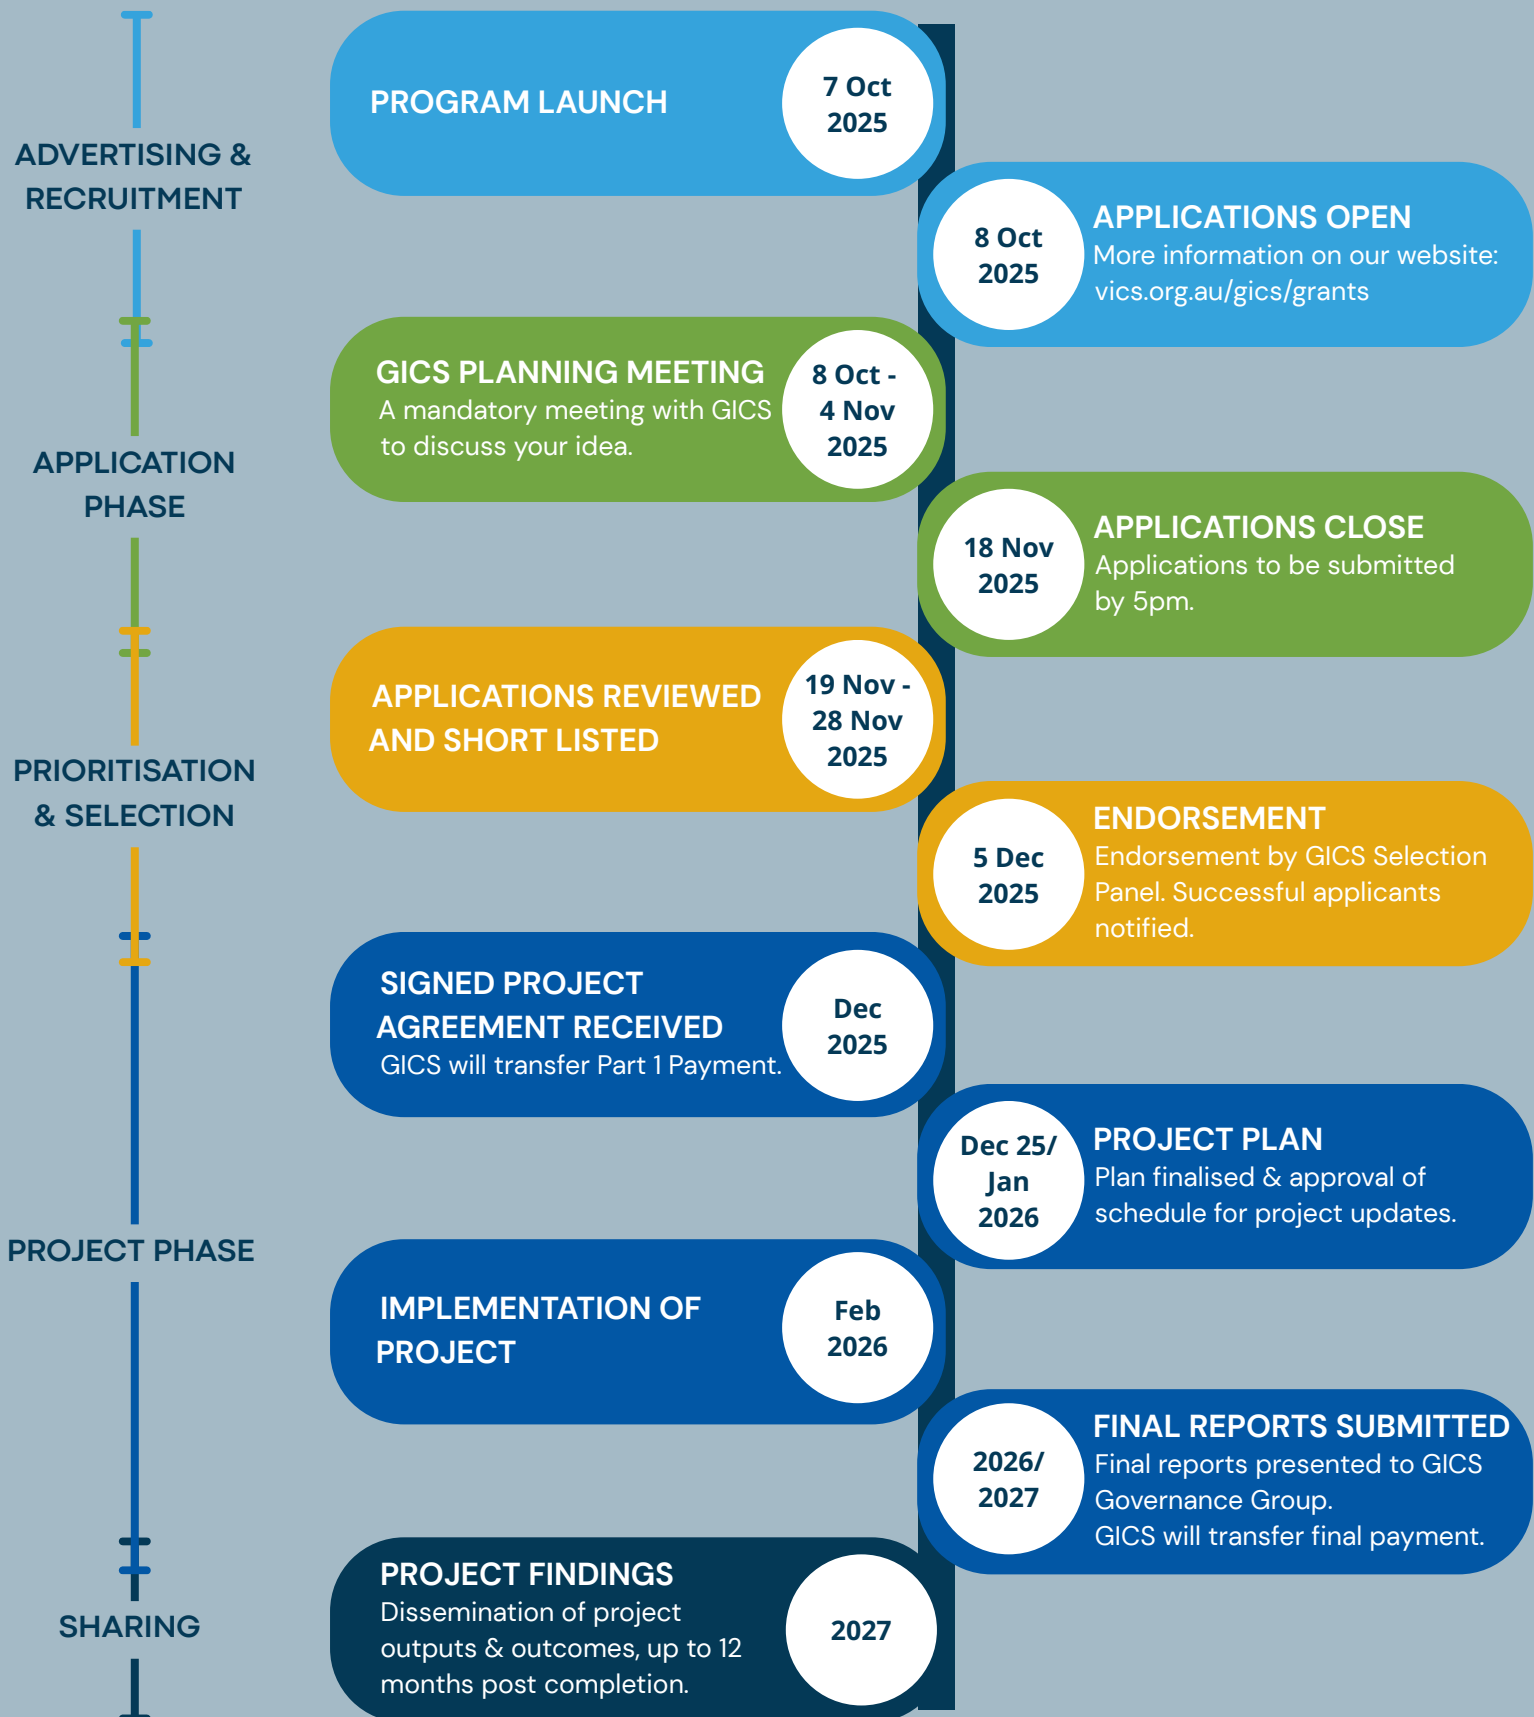 ADVERTISING &
RECRUITMENT
PROGRAM LAUNCH
7 Oct
2025
8 Oct
2025
APPLICATIONS OPEN
More information on our website:
vics.org.au/gics/grants
APPLICATION
PHASE
GICS PLANNING MEETING
A mandatory meeting with GICS
to discuss your idea.
8 Oct -
4 Nov
2025
18 Nov
2025
APPLICATIONS CLOSE
Applications to be submitted
by 5pm.
PRIORITISATION
& SELECTION
APPLICATIONS REVIEWED
AND SHORT LISTED
19 Nov -
28 Nov
2025
5 Dec
2025
ENDORSEMENT
Endorsement by GICS Selection
Panel. Successful applicants
notified.
PROJECT PHASE
SIGNED PROJECT
AGREEMENT RECEIVED
GICS will transfer Part 1 Payment.
Dec
2025
Dec 25/
Jan
2026
PROJECT PLAN
Plan finalised & approval of
schedule for project updates.
IMPLEMENTATION OF
PROJECT
Feb
2026
2026/
2027
FINAL REPORTS SUBMITTED
Final reports presented to GICS
Governance Group.
GICS will transfer final payment.
SHARING
PROJECT FINDINGS
Dissemination of project
outputs & outcomes, up to 12
months post completion.
2027